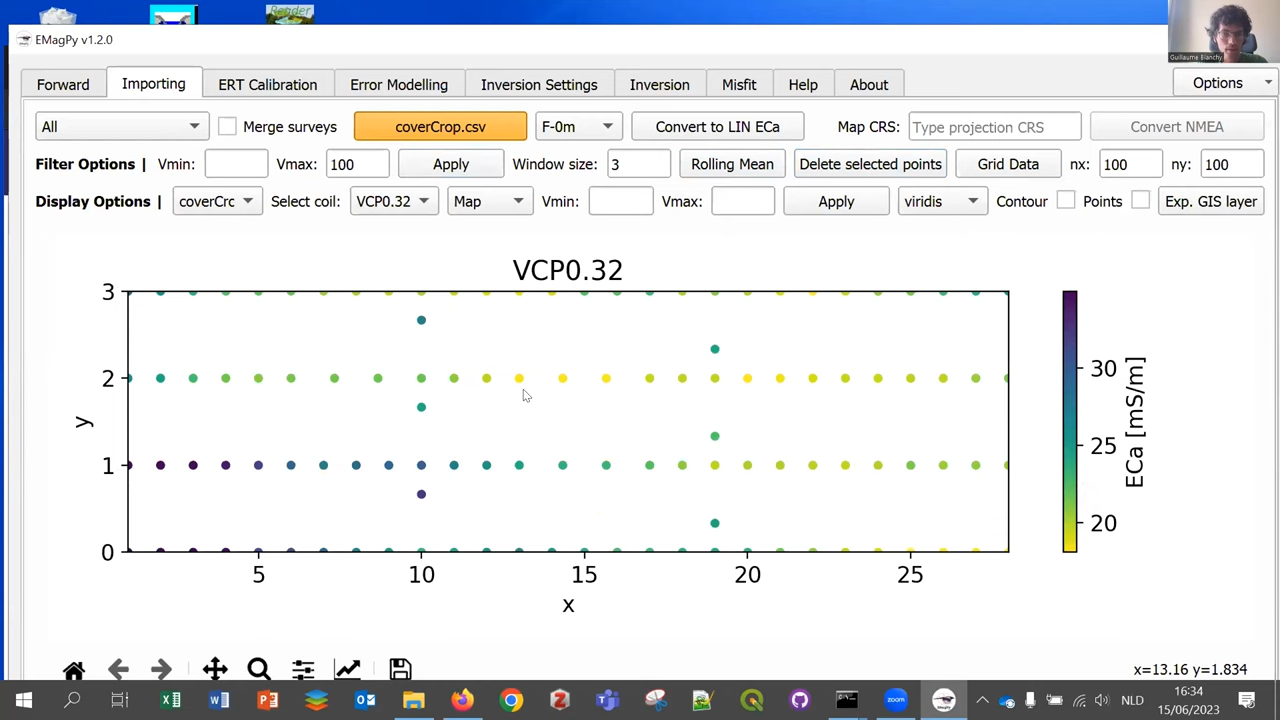 Reader
EMagPy v1.2.0
Guillaume Blanchy
Forward Importing ERT Calibration Error Modelling Inversion Settings Inversion Misfit Help About Options
All Merge surveys coverCrop.csv F-0m Convert to LIN ECa Map CRS: Type projection CRS Convert NMEA
Filter Options | Vmin: Vmax: 100 Apply Window size: 3 Rolling Mean Delete selected points Grid Data nx: 100 ny: 100
Display Options | coverCrc Select coil: VCP0.32 Map Vmin: Vmax: Apply viridis Contour Points Exp. GIS layer
VCP0.32
3
2
1
0
y
5 10 15 20 25
x
30
25
20
ECa [mS/m]
x=13.16 y=1.834
zoom
EMagPy
NLD
16:34
15/06/2023